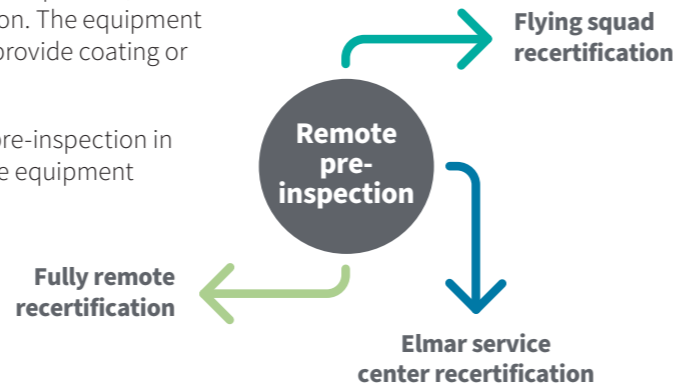 on. The equipment
provide coating or
pre-inspection in
e equipment
Flying squad
recertification
Remote
pre-
inspection
Fully remote
recertification
Elmar service
center recertification